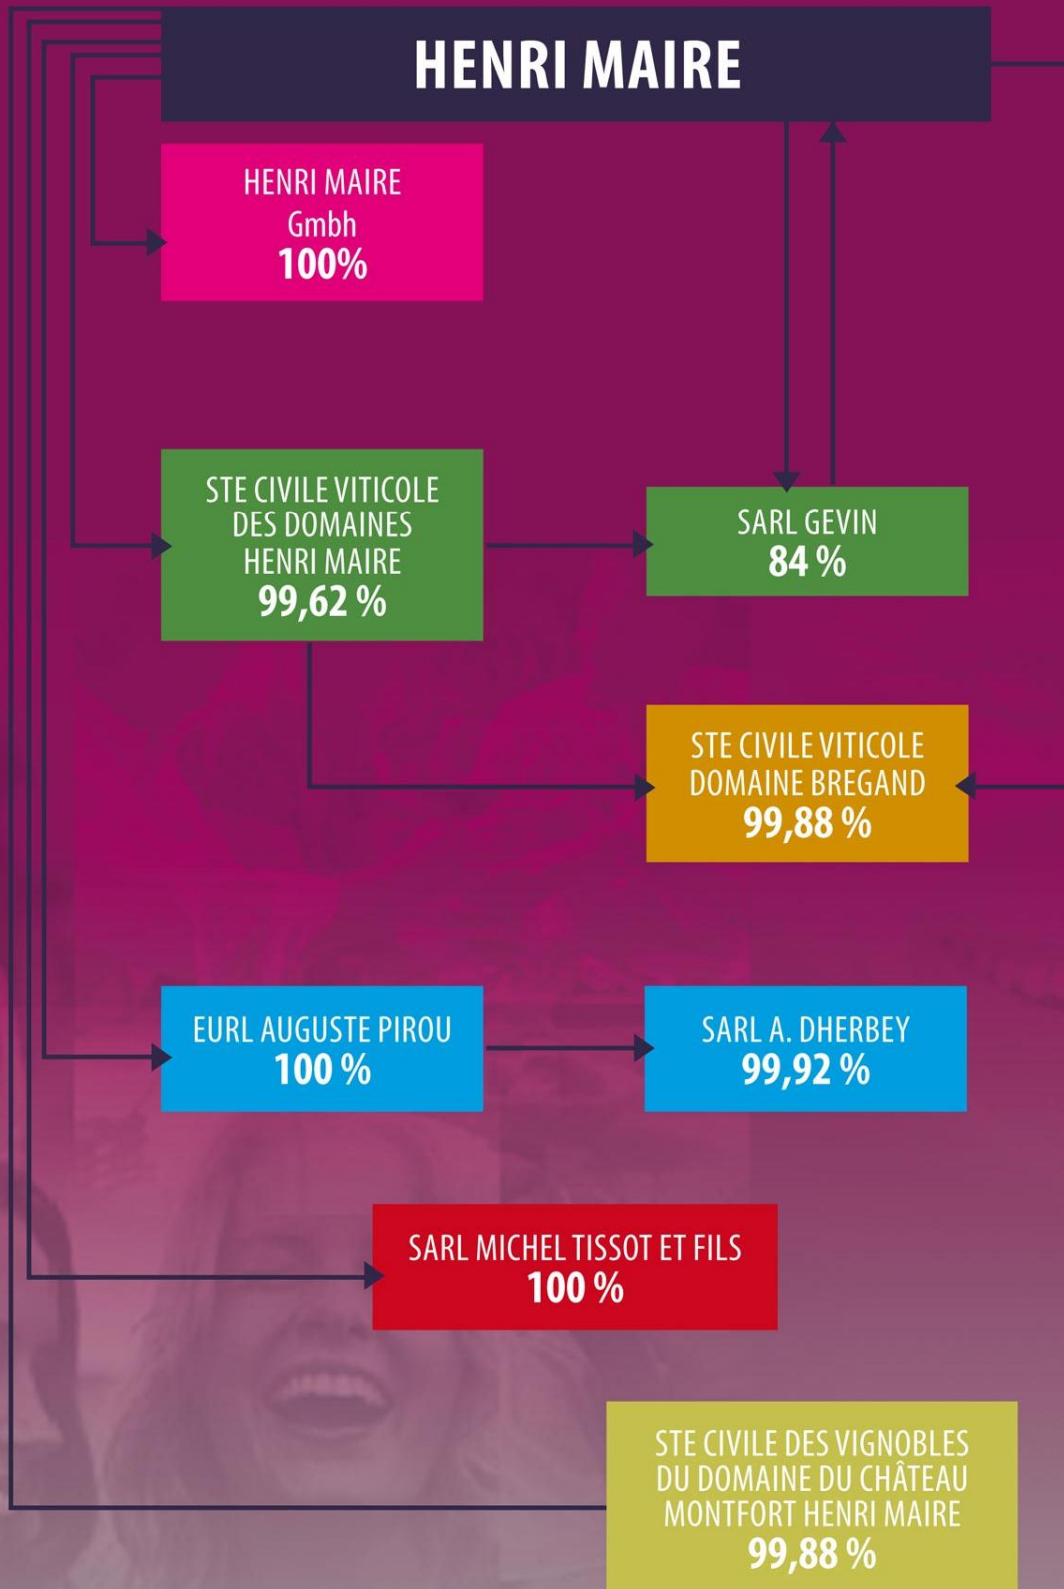 HENRI MAIRE
HENRI MAIRE
Gmbh
100%
STE CIVILE VITICOLE
DES DOMAINES
HENRI MAIRE
99,62 %
SARL GEVIN
84 %
STE CIVILE VITICOLE
DOMAINE BREGAND
99,88 %
EURL AUGUSTE PIROU
100 %
SARL A. DHERBEY
99,92 %
SARL MICHEL TISSOT ET FILS
100 %
STE CIVILE DES VIGNOBLES
DU DOMAINE DU CHÂTEAU
MONTFORT HENRI MAIRE
99,88 %